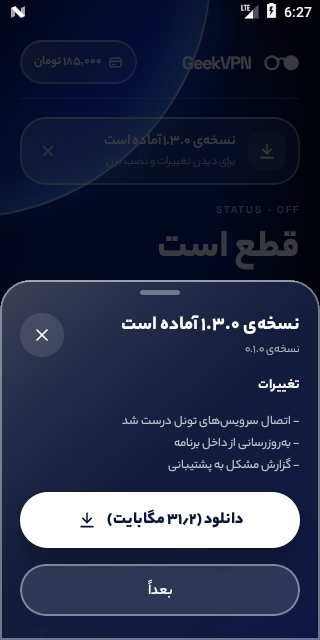 6:27
LTE
GeekVPN
۱۸۵,۰۰۰ تومان
نسخه‌ی ۱.۳.۰ آماده است
برای دیدن تغییرات و نصب بزن
STATUS · OFF
قطع است
نسخه‌ی ۱.۳.۰ آماده است
نسخه‌ی ۰.۱.۰
تغییرات
- اتصال سرویس‌های تونل درست شد
- به‌روزرسانی از داخل برنامه
- گزارش مشکل به پشتیبانی
دانلود (۳۱٫۲ مگابایت)
بعداً